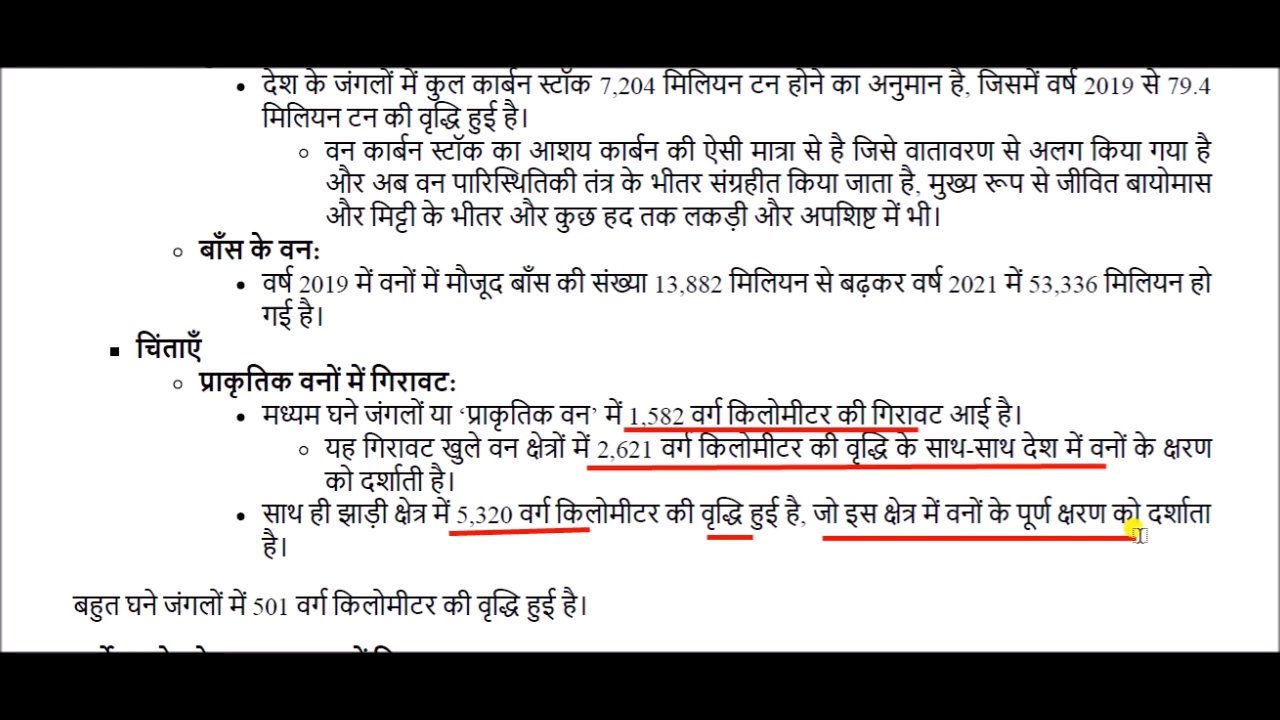 • देश के जंगलों में कुल कार्बन स्टॉक 7,204 मिलियन टन होने का अनुमान है, जिसमें वर्ष 2019 से 79.4
मिलियन टन की वृद्धि हुई है।
○ वन कार्बन स्टॉक का आशय कार्बन की ऐसी मात्रा से है जिसे वातावरण से अलग किया गया है
और अब वन पारिस्थितिकी तंत्र के भीतर संग्रहीत किया जाता है, मुख्य रूप से जीवित बायोमास
और मिट्टी के भीतर और कुछ हद तक लकड़ी और अपशिष्ट में भी।
○ बाँस के वन:
• वर्ष 2019 में वनों में मौजूद बाँस की संख्या 13,882 मिलियन से बढ़कर वर्ष 2021 में 53,336 मिलियन हो
गई है।
▪ चिंताएँ
○ प्राकृतिक वनों में गिरावट:
• मध्यम घने जंगलों या ‘प्राकृतिक वन’ में 1,582 वर्ग किलोमीटर की गिरावट आई है।
○ यह गिरावट खुले वन क्षेत्रों में 2,621 वर्ग किलोमीटर की वृद्धि के साथ-साथ देश में वनों के क्षरण
को दर्शाती है।
• साथ ही झाड़ी क्षेत्र में 5,320 वर्ग किलोमीटर की वृद्धि हुई है, जो इस क्षेत्र में वनों के पूर्ण क्षरण को दर्शाता
है।
बहुत घने जंगलों में 501 वर्ग किलोमीटर की वृद्धि हुई है।